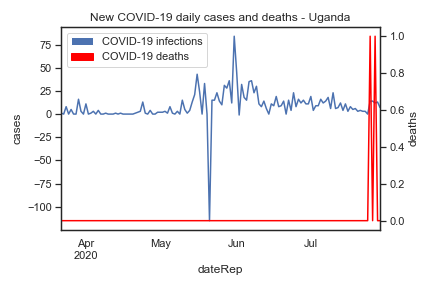 New COVID-19 daily cases and deaths - Uganda
COVID-19 infections
COVID-19 deaths
75
50
25
0
−25
−50
−75
−100
cases
1.0
0.8
0.6
0.4
0.2
0.0
deaths
Apr
2020
May
Jun
Jul
dateRep